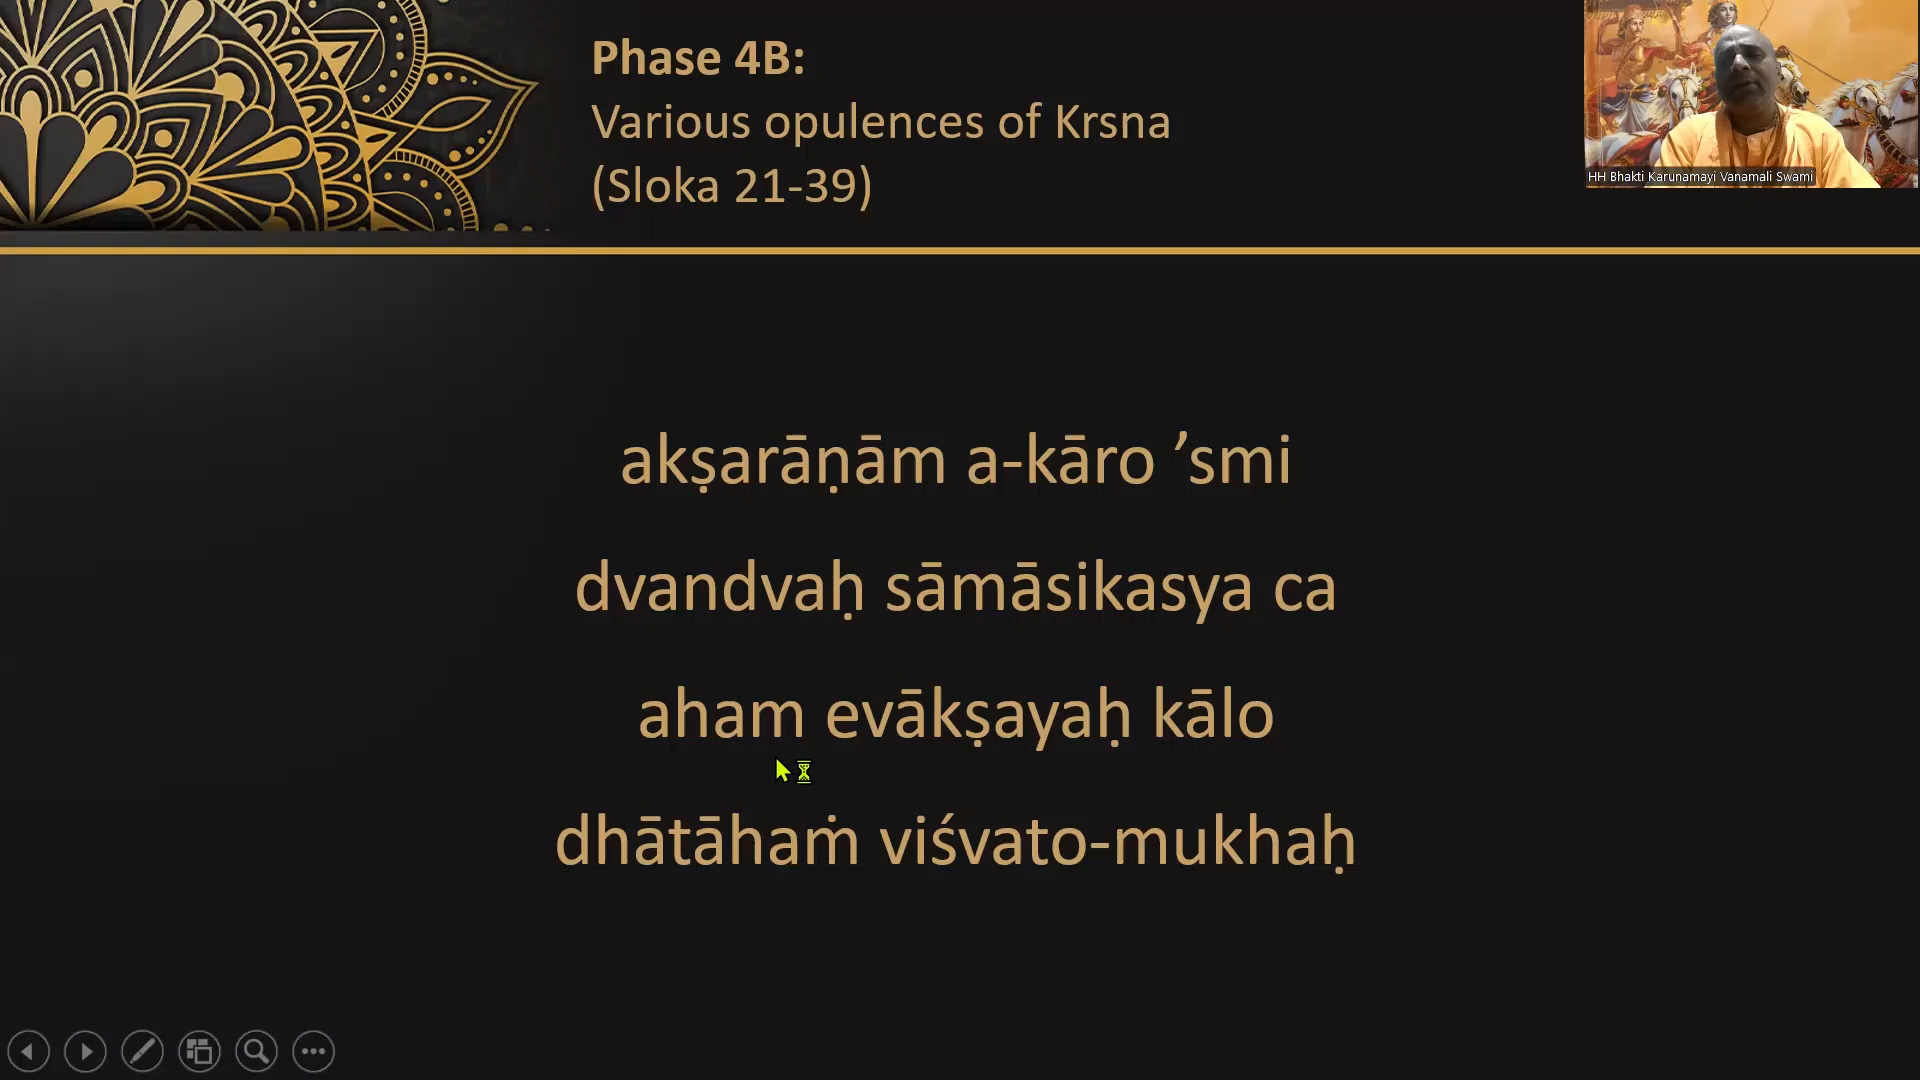 Phase 4B:
Various opulences of Krsna
(Sloka 21-39)
HH Bhakti Karunamayi Vanamali Swami
akṣarāṇām a-kāro ’smi
dvandvaḥ sāmāsikasya ca
aham evākṣayaḥ kālo
dhātāhaṁ viśvato-mukhaḥ